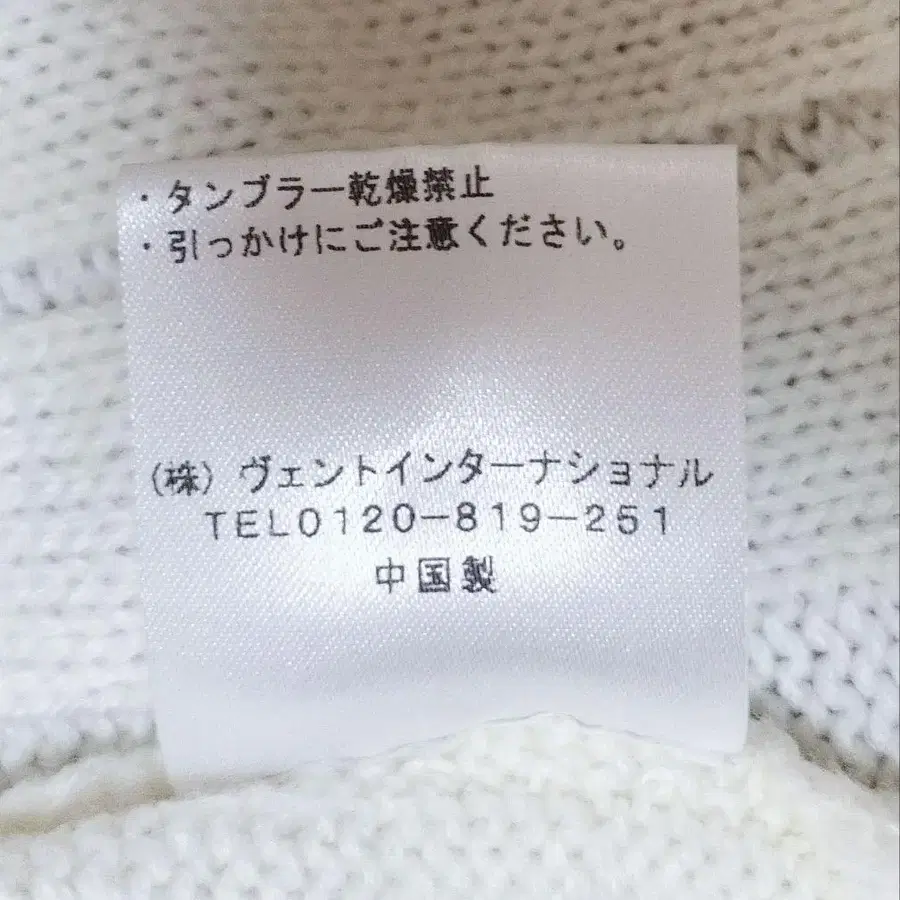 ・タンブラー乾燥禁止
・引っかけにご注意ください。
(株)ヴェントインターナショナル
TEL0120-819-251
中国製